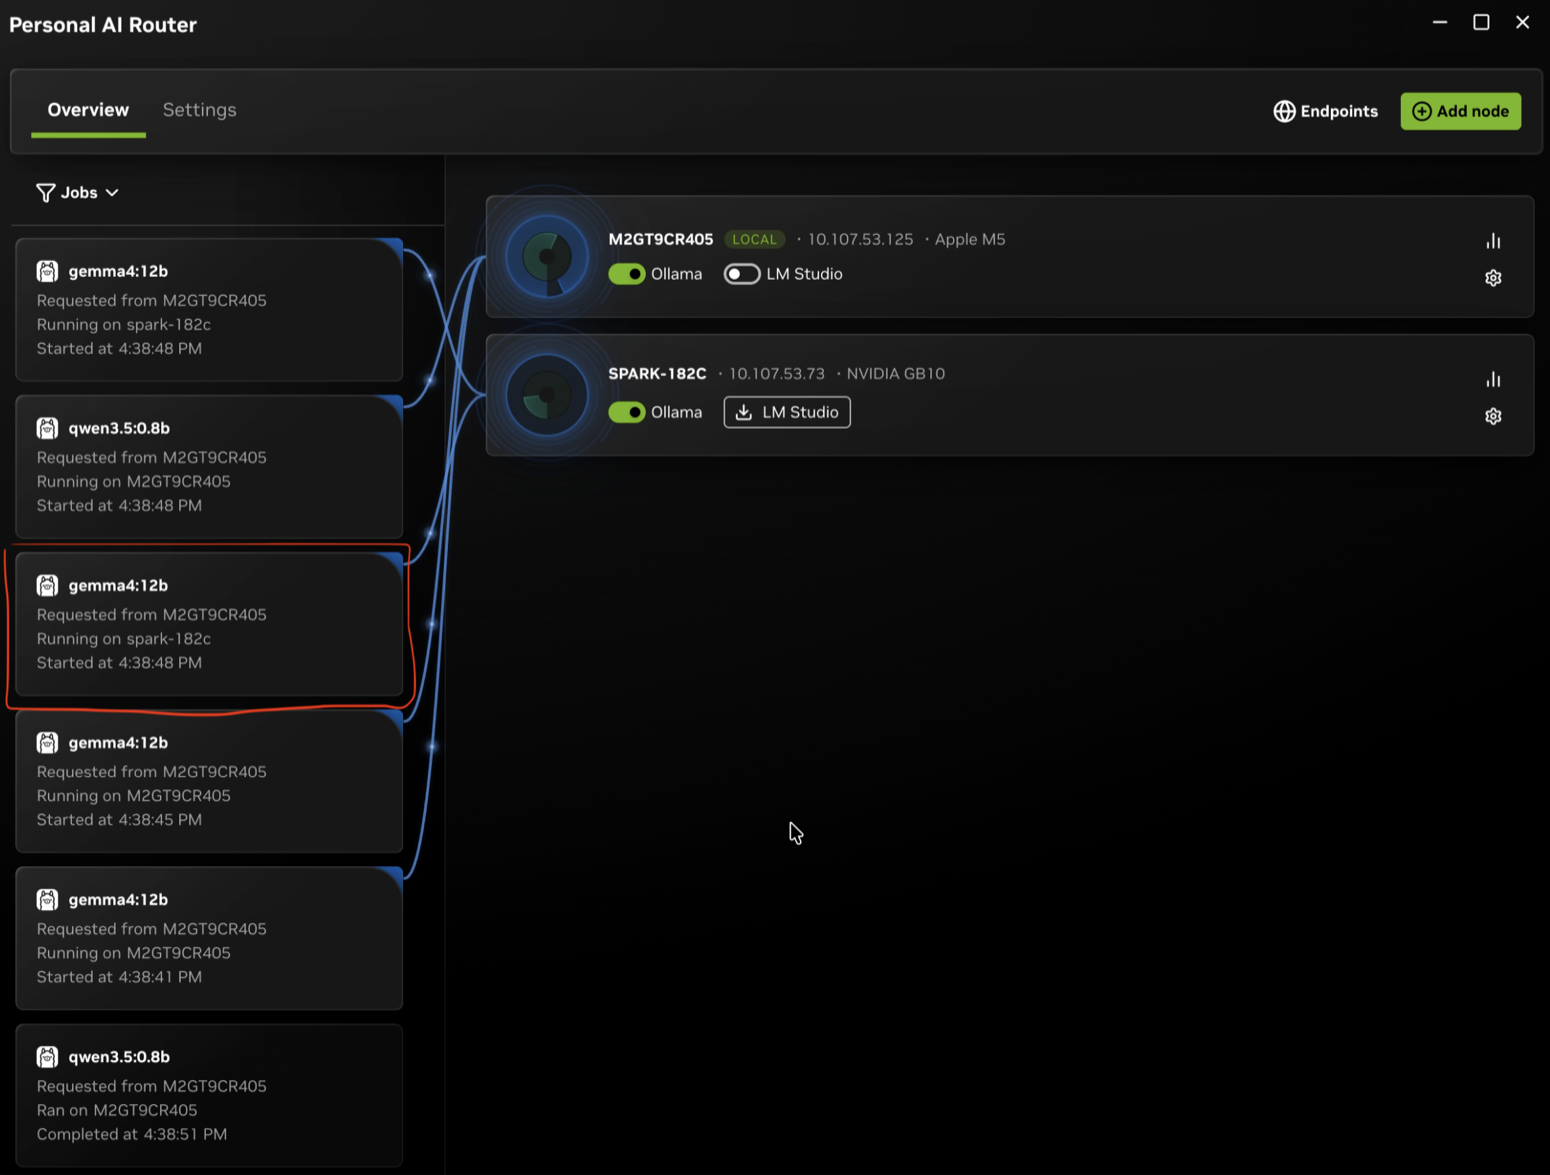 Personal AI Router
Overview
Settings
Endpoints
Add node
Jobs
gemma4:12b
Requested from M2GT9CR405
Running on spark-182c
Started at 4:38:48 PM
qwen3.5:0.8b
Requested from M2GT9CR405
Running on M2GT9CR405
Started at 4:38:48 PM
gemma4:12b
Requested from M2GT9CR405
Running on spark-182c
Started at 4:38:48 PM
gemma4:12b
Requested from M2GT9CR405
Running on M2GT9CR405
Started at 4:38:45 PM
gemma4:12b
Requested from M2GT9CR405
Running on M2GT9CR405
Started at 4:38:41 PM
qwen3.5:0.8b
Requested from M2GT9CR405
Ran on M2GT9CR405
Completed at 4:38:51 PM
M2GT9CR405 LOCAL · 10.107.53.125 · Apple M5
Ollama LM Studio
SPARK-182C · 10.107.53.73 · NVIDIA GB10
Ollama LM Studio